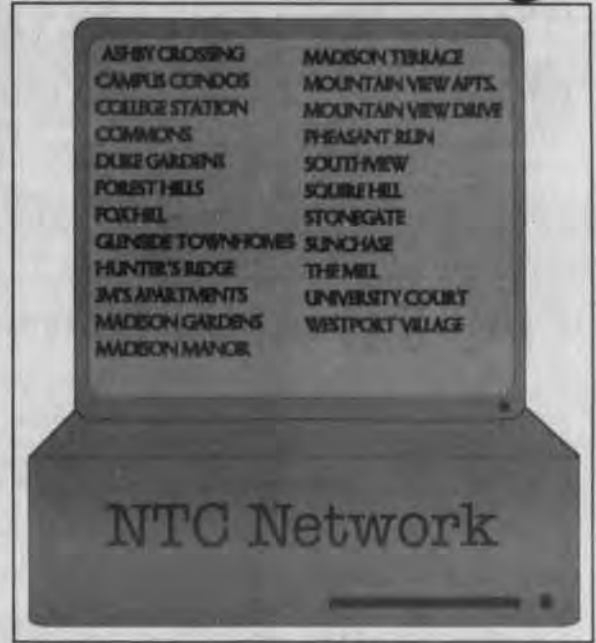 ASHBY CROSSING
CAMPUS CONDOS
COLLEGE STATION
COMMONS
DUKE GARDENS
FOREST HILLS
FOXHILL
GLENSIDE TOWNHOMES
HUNTER'S RIDGE
JM'S APARTMENTS
MADISON GARDENS
MADISON MANOR
MADISON TERRACE
MOUNTAIN VIEW APTS.
MOUNTAIN VIEW DRIVE
PHEASANT RUN
SOUTHVIEW
SQUIRE HILL
STONEGATE
SUNCHASE
THE MILL
UNIVERSITY COURT
WESTPORT VILLAGE
NTC Network